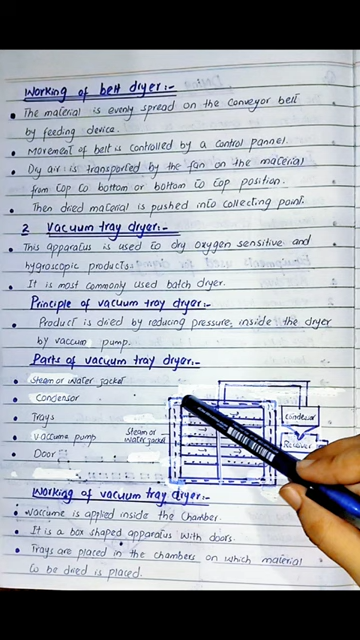 Working of belt dryer:-
The material is evenly spread on the conveyor belt
by feeding device.
Movement of belt is controlled by a control pannel.
Dry air is transported by the fan on the material
from top to bottom or bottom to top position.
Then dried material is pushed into collecting point.
2 Vacuum tray dryer:-
This apparatus is used to dry oxygen sensitive and
hygroscopic products.
It is most commonly used batch dryer.
Principle of vacuum tray dryer:-
Product is dried by reducing pressure inside the dryer
by vaccum pump.
Parts of vacuum tray dryer:-
Steam or water jacket
Condensor
Trays
vaccume pump
Door
Steam or
water jacket
Condensor
Reciever
Working of vacuum tray dryer:-
vaccume is applied inside the chamber.
It is a box shaped apparatus with doors.
Trays are placed in the chambers on which material
to be dried is placed.